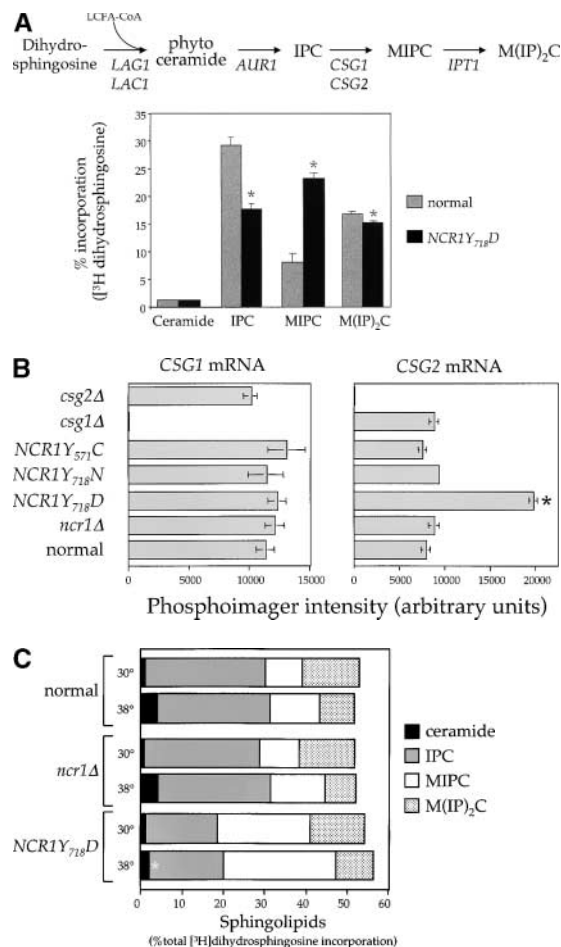 A
LCFA-CoA
Dihydro-
sphingosine
LAG1
LAC1
phyto
ceramide
AUR1
IPC
CSG1
CSG2
MIPC
IPT1
M(IP)2C
% incorporation
([³H dihydrosphingosine)
35
30
25
20
15
10
5
0
*
*
*
Ceramide
IPC
MIPC
M(IP)2C
normal
NCR1Y718D
B
CSG1 mRNA
CSG2 mRNA
csg2Δ
csg1Δ
NCR1Y571C
NCR1Y718N
NCR1Y718D
*
ncr1Δ
normal
0 5000 10000 15000
0 5000 10000 15000 20000
Phosphoimager intensity (arbitrary units)
C
normal
30°
38°
ncr1Δ
30°
38°
NCR1Y718D
30°
38°
*
ceramide
IPC
MIPC
M(IP)2C
0 10 20 30 40 50 60
Sphingolipids
(%total [³H]dihydrosphingosine incorporation)